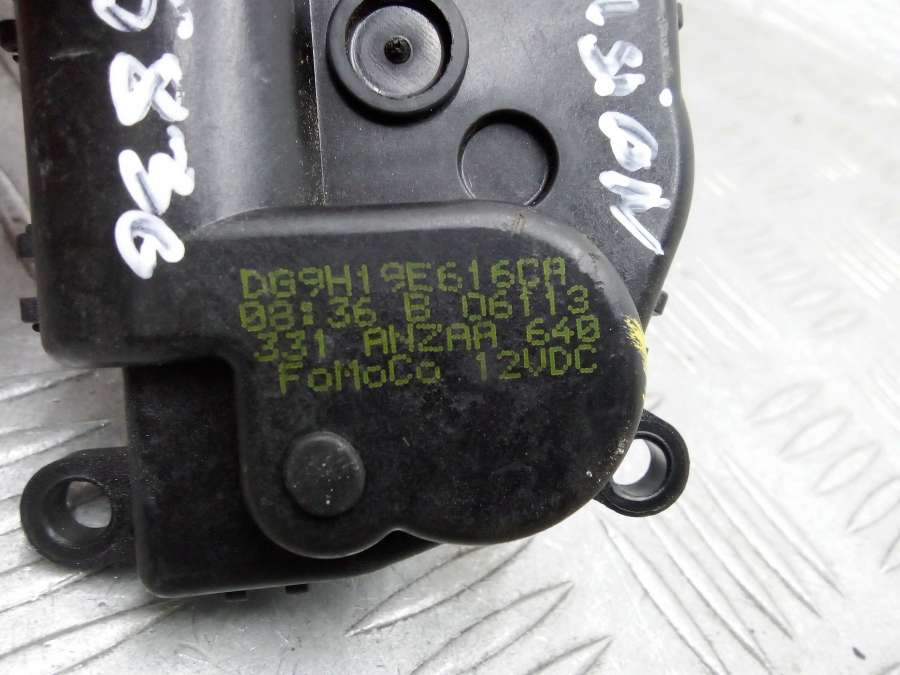 DG9H19E616CA
08:36 B 06113
331 ANZAA 640
FoMoCo 12VDC